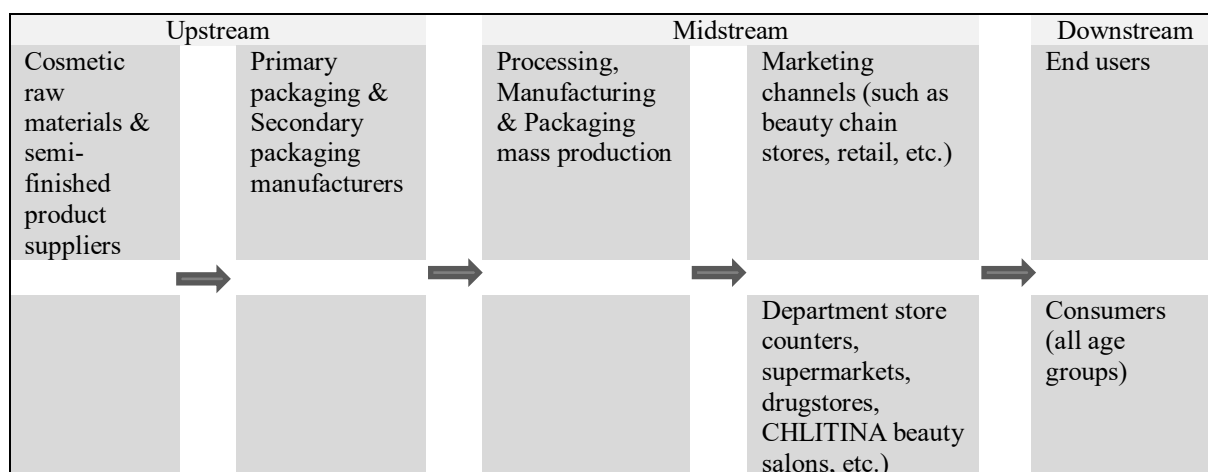 Upstream
Midstream
Downstream
Cosmetic
raw
materials &
semi-
finished
product
suppliers
Primary
packaging &
Secondary
packaging
manufacturers
Processing,
Manufacturing
& Packaging
mass production
Marketing
channels (such as
beauty chain
stores, retail, etc.)
End users
Department store
counters,
supermarkets,
drugstores,
CHLITINA beauty
salons, etc.)
Consumers
(all age
groups)